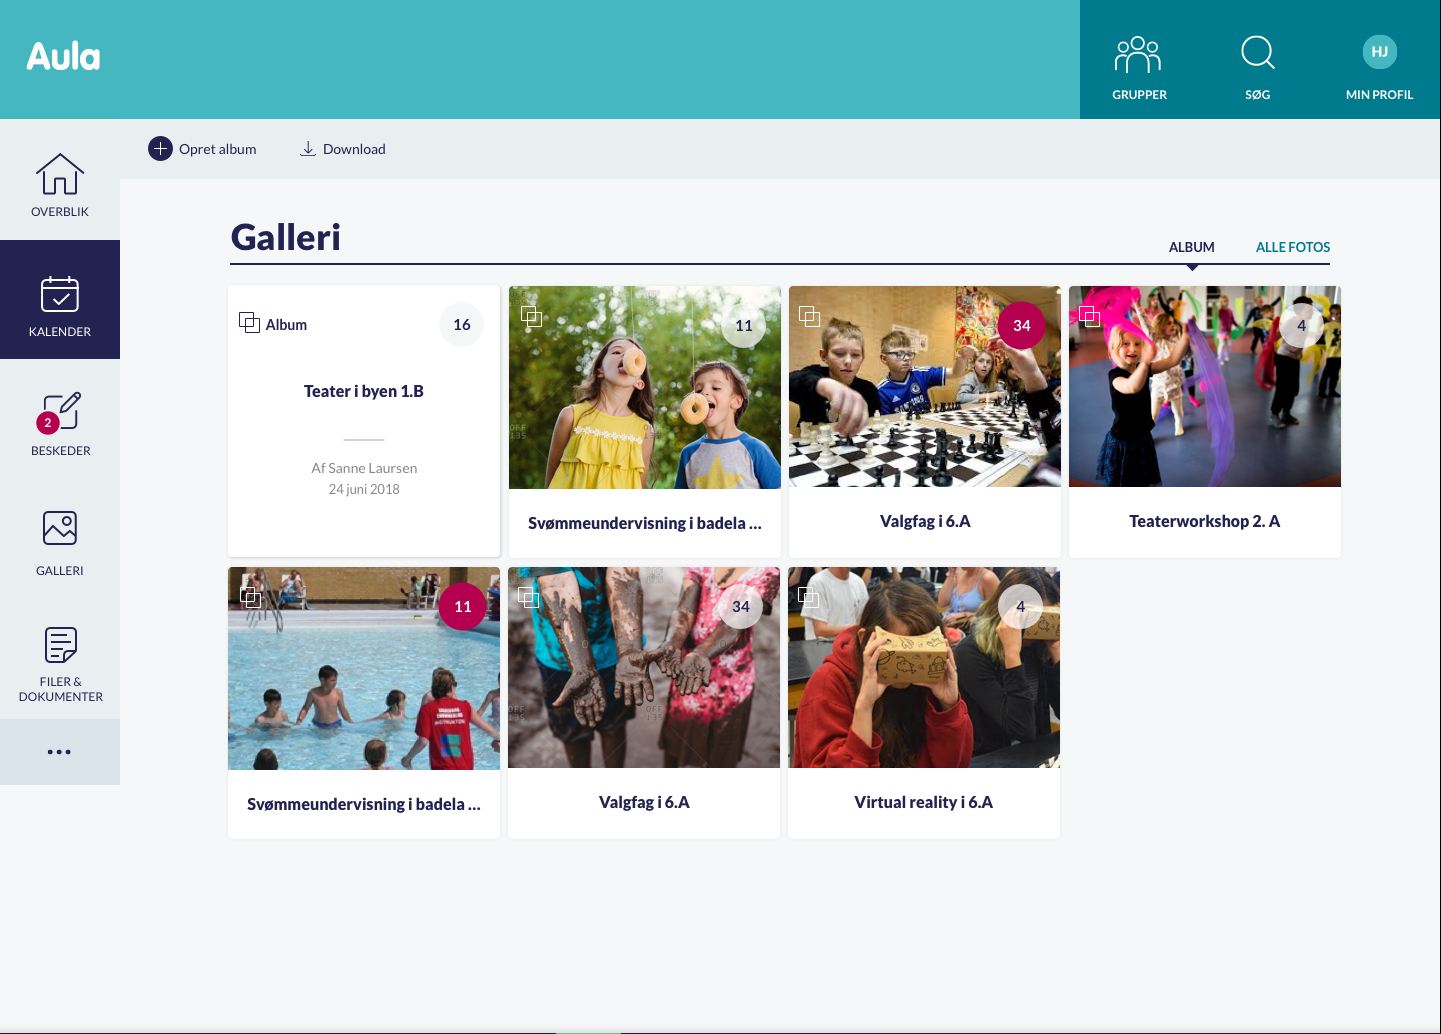 Aula
GRUPPER
SØG
HJ
MIN PROFIL
Opret album
Download
OVERBLIK
KALENDER
2
BESKEDER
GALLERI
FILER &
DOKUMENTER
Galleri
ALBUM
ALLE FOTOS
Album
16
Teater i byen 1.B
Af Sanne Laursen
24 juni 2018
11
Svømmeundervisning i badela ...
34
Valgfag i 6.A
4
Teaterworkshop 2. A
11
INSTRUKTØR
Svømmeundervisning i badela ...
34
Valgfag i 6.A
4
Virtual reality i 6.A